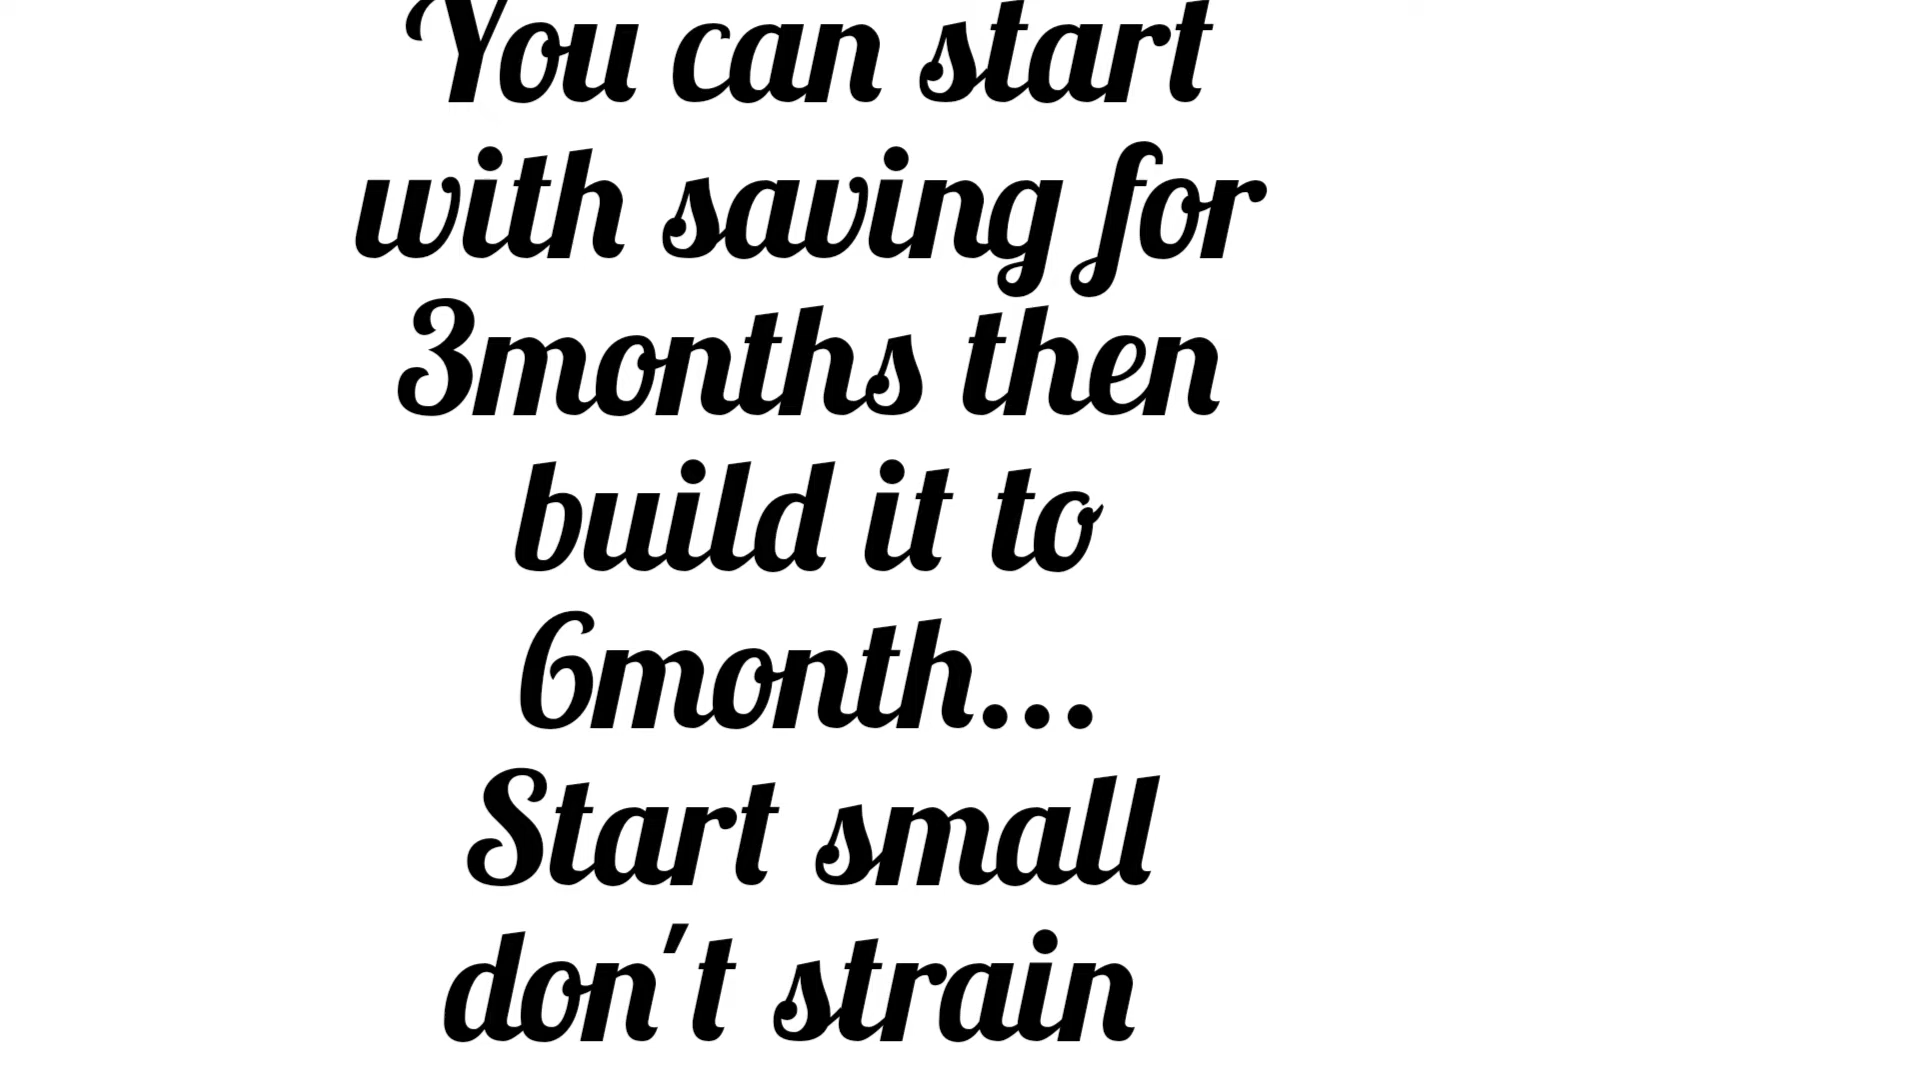 You can start
with saving for
3months then
build it to
6month...
Start small
don't strain